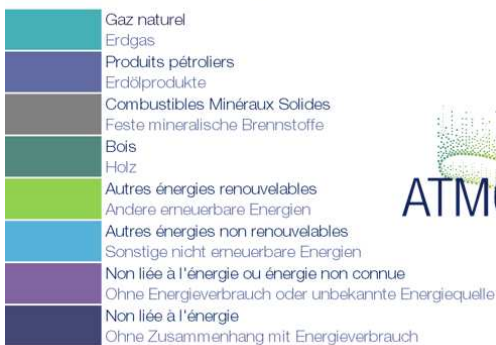 Gaz naturel
Erdgas
Produits pétroliers
Erdölprodukte
Combustibles Minéraux Solides
Feste mineralische Brennstoffe
Bois
Holz
Autres énergies renouvelables
Andere erneuerbare Energien
Autres énergies non renouvelables
Sonstige nicht erneuerbare Energien
Non liée à l'énergie ou énergie non connue
Ohne Energieverbrauch oder unbekannte Energiequelle
Non liée à l'énergie
Ohne Zusammenhang mit Energieverbrauch